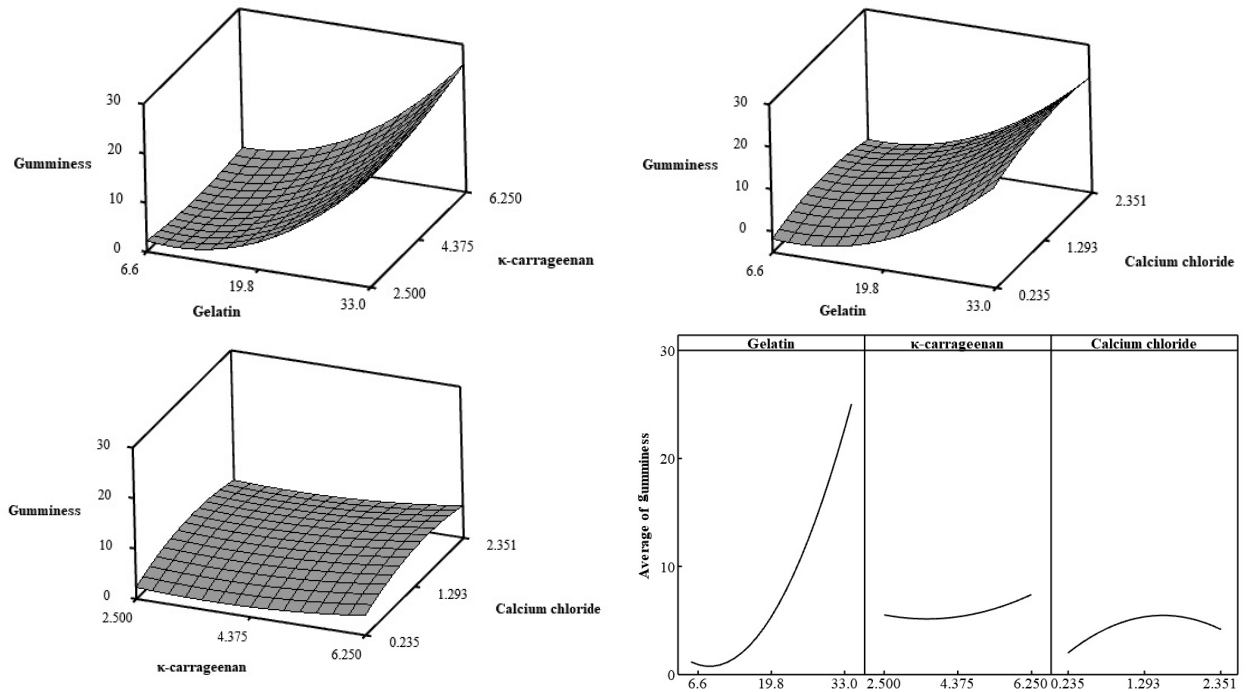 30
20
10
0
Gumminess
6.6
19.8
33.0
Gelatin
2.500
4.375
6.250
κ-carrageenan
30
20
10
0
Gumminess
6.6
19.8
33.0
Gelatin
0.235
1.293
2.351
Calcium chloride
30
20
10
0
Gumminess
2.500
4.375
6.250
κ-carrageenan
0.235
1.293
2.351
Calcium chloride
Gelatin κ-carrageenan Calcium chloride
30
20
10
0
Average of gumminess
6.6 19.8 33.0 2.500 4.375 6.250 0.235 1.293 2.351